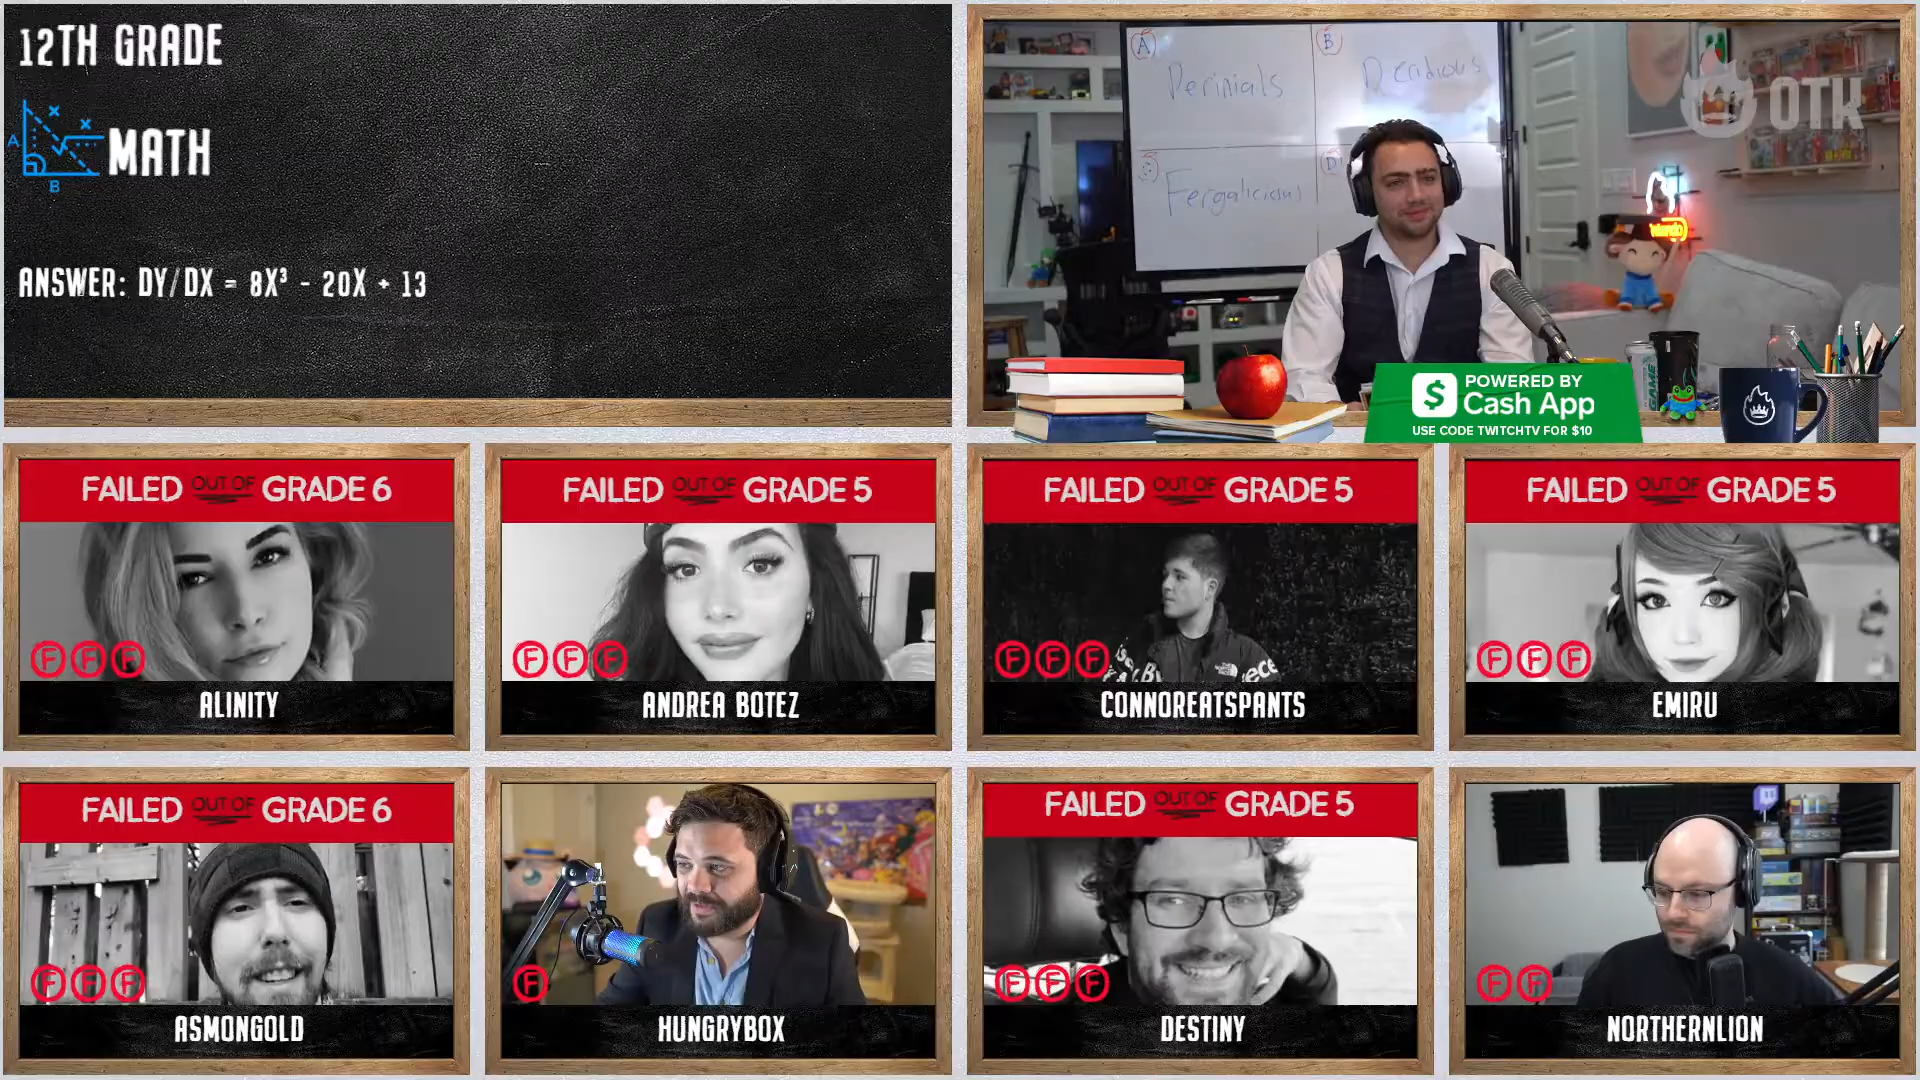 12TH GRADE
A
X
X
B
MATH
ANSWER: DY/DX = 8X³ - 20X + 13
A
Perinials
B
Deridious
Fergalicious
D
OTK
$ POWERED BY
Cash App
USE CODE TWITCHTV FOR $10
GAME
FAILED OUT OF GRADE 6
F F F
ALINITY
FAILED OUT OF GRADE 5
F F F
ANDREA BOTEZ
FAILED OUT OF GRADE 5
F F F
CONNOREATSPANTS
FAILED OUT OF GRADE 5
F F F
EMIRU
FAILED OUT OF GRADE 6
F F F
ASMONGOLD
F
HUNGRYBOX
FAILED OUT OF GRADE 5
F F F
DESTINY
F F
NORTHERNLION